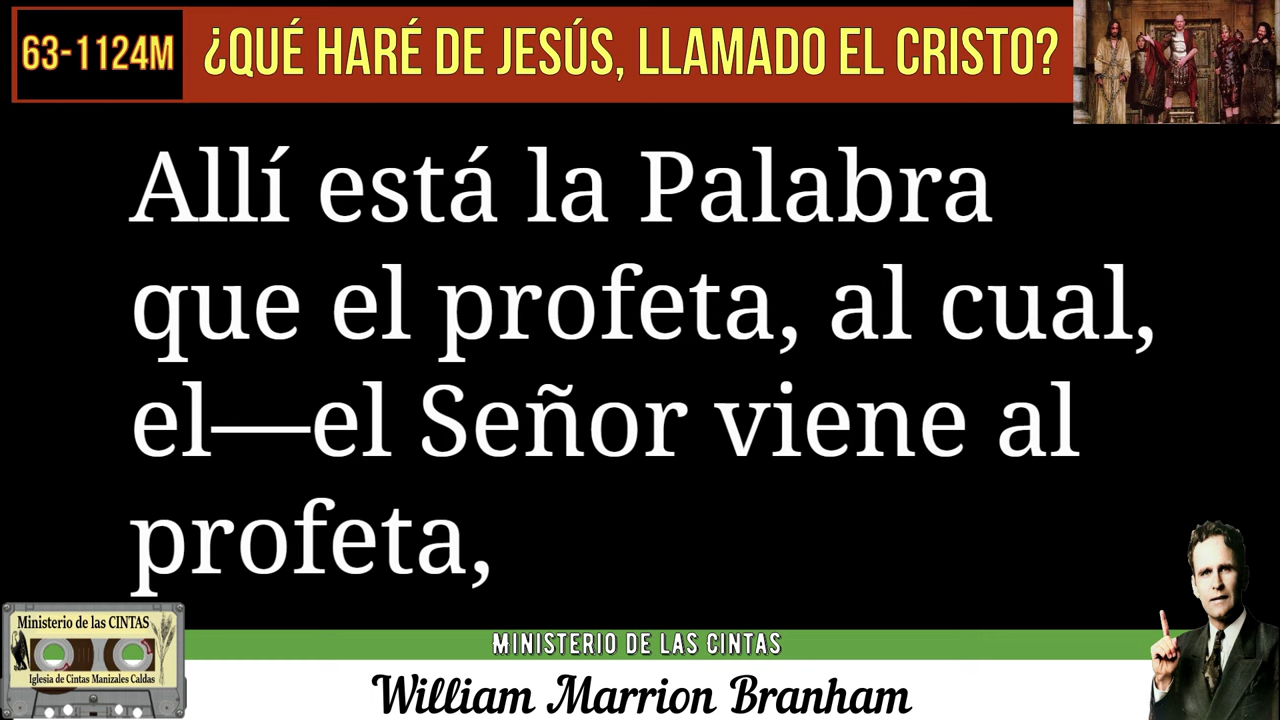 63-1124M
¿QUÉ HARÉ DE JESÚS, LLAMADO EL CRISTO?
Allí está la Palabra
que el profeta, al cual,
el—el Señor viene al
profeta,
Ministerio de las CINTAS
Iglesia de Cintas Manizales Caldas
MINISTERIO DE LAS CINTAS
William Marrion Branham